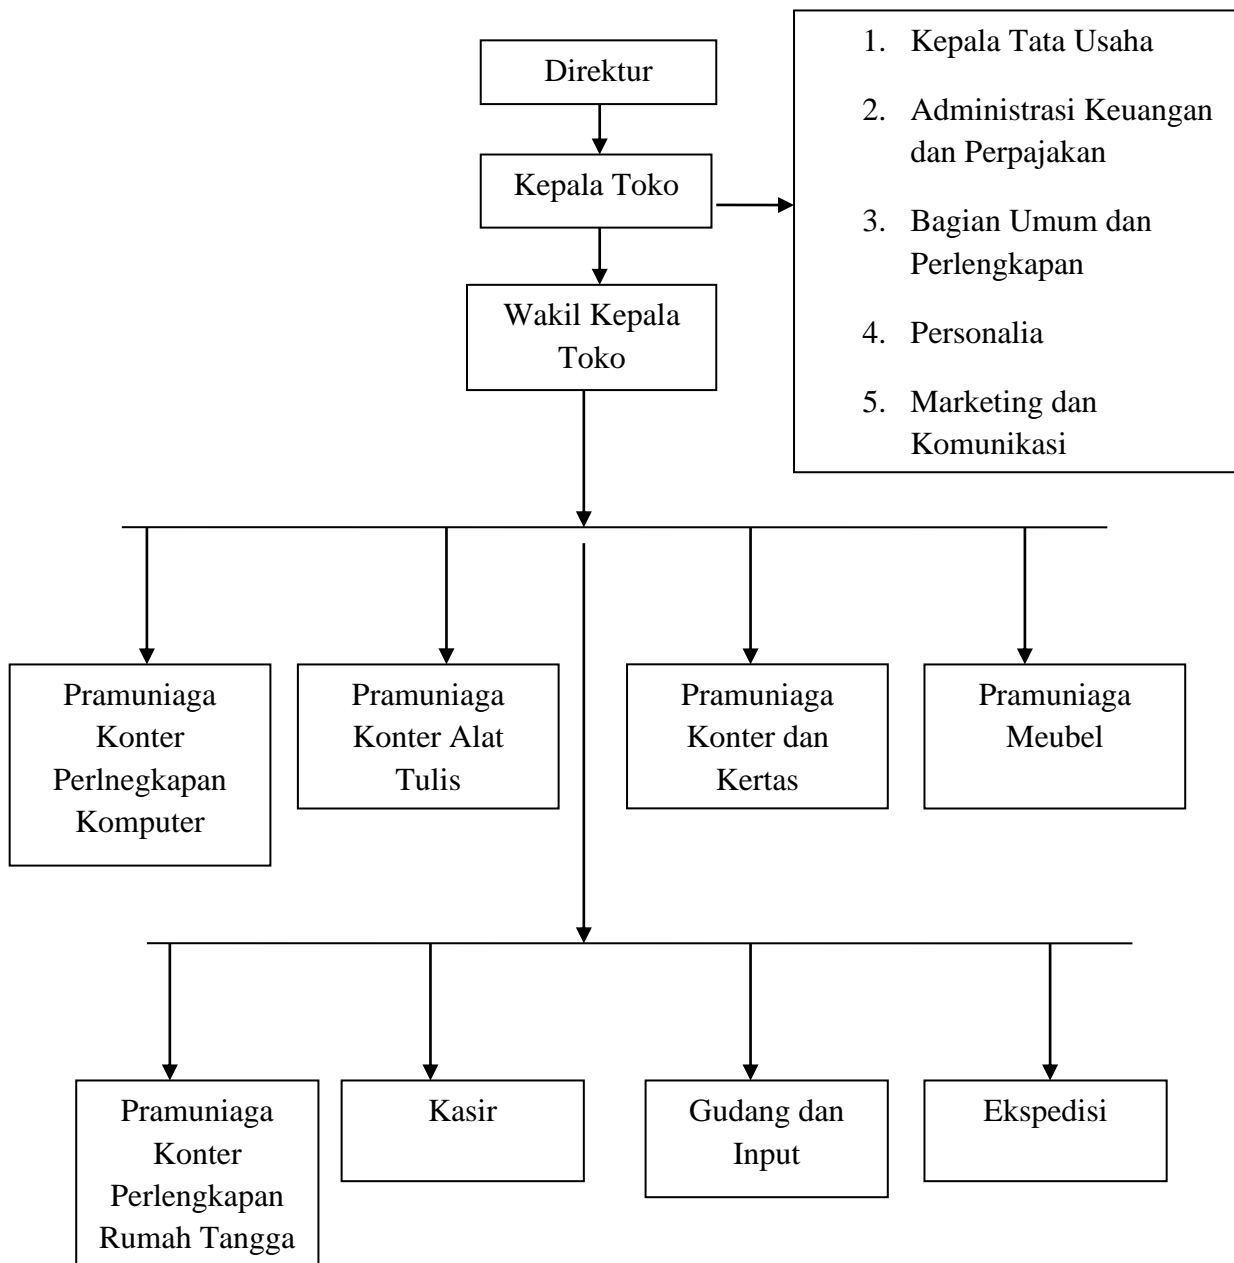 Direktur
Kepala Toko
Wakil Kepala
Toko
1. Kepala Tata Usaha
2. Administrasi Keuangan
dan Perpajakan
3. Bagian Umum dan
Perlengkapan
4. Personalia
5. Marketing dan
Komunikasi
Pramuniaga
Konter
Perlnegkapan
Komputer
Pramuniaga
Konter Alat
Tulis
Pramuniaga
Konter dan
Kertas
Pramuniaga
Meubel
Pramuniaga
Konter
Perlengkapan
Rumah Tangga
Kasir
Gudang dan
Input
Ekspedisi